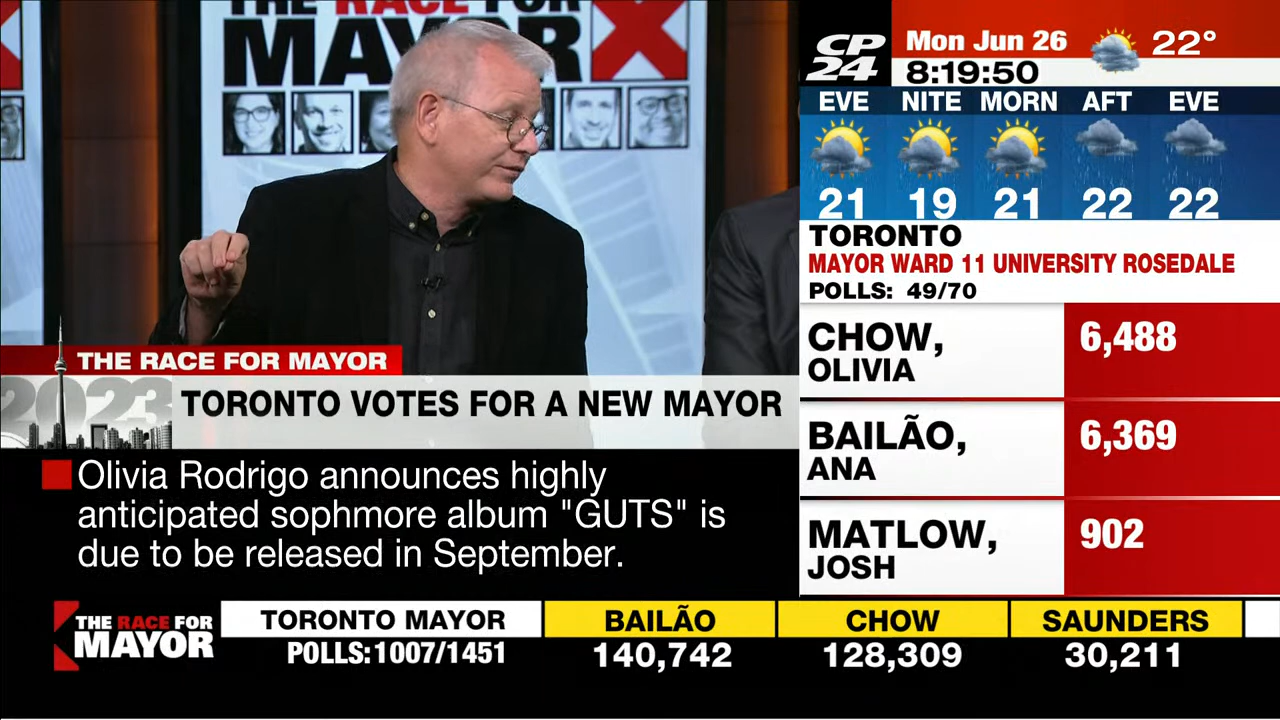 THE RACE FOR
MAYOR
CP
24
Mon Jun 26
22°
8:19:50
EVE NITE MORN AFT EVE
21 19 21 22 22
TORONTO
MAYOR WARD 11 UNIVERSITY ROSEDALE
POLLS: 49/70
CHOW,
OLIVIA
6,488
BAILÃO,
ANA
6,369
MATLOW,
JOSH
902
THE RACE FOR MAYOR
2023
TORONTO VOTES FOR A NEW MAYOR
Olivia Rodrigo announces highly
anticipated sophmore album "GUTS" is
due to be released in September.
THE RACE FOR
MAYOR
TORONTO MAYOR BAILÃO CHOW SAUNDERS
POLLS:1007/1451 140,742 128,309 30,211